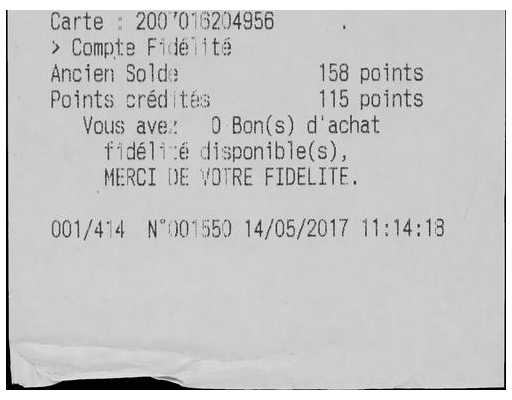 Carte : 2007016204956
> Compte Fidélité
Ancien Solde 158 points
Points crédités 115 points
Vous avez 0 Bon(s) d'achat
fidélité disponible(s),
MERCI DE VOTRE FIDELITE.
001/414 N°001550 14/05/2017 11:14:18